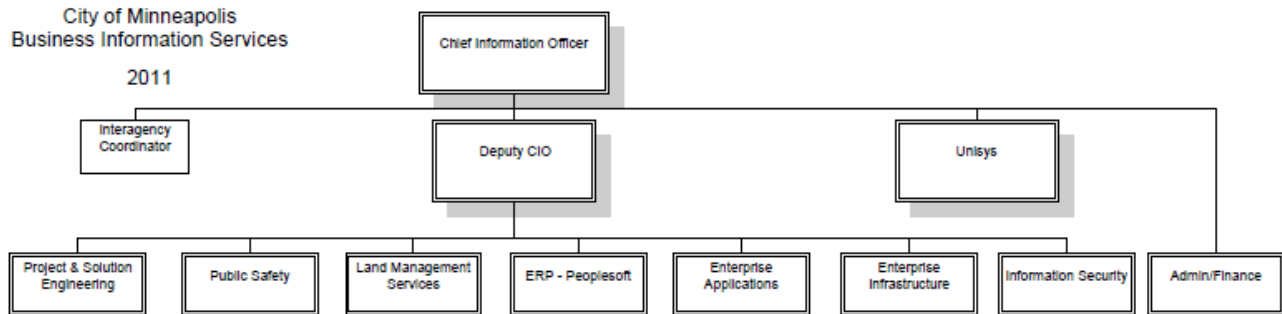 City of Minneapolis
Business Information Services
2011
Chief Information Officer
Interagency
Coordinator
Deputy CIO
Unisys
Project & Solution
Engineering
Public Safety
Land Management
Services
ERP - Peoplesoft
Enterprise
Applications
Enterprise
Infrastructure
Information Security
Admin/Finance